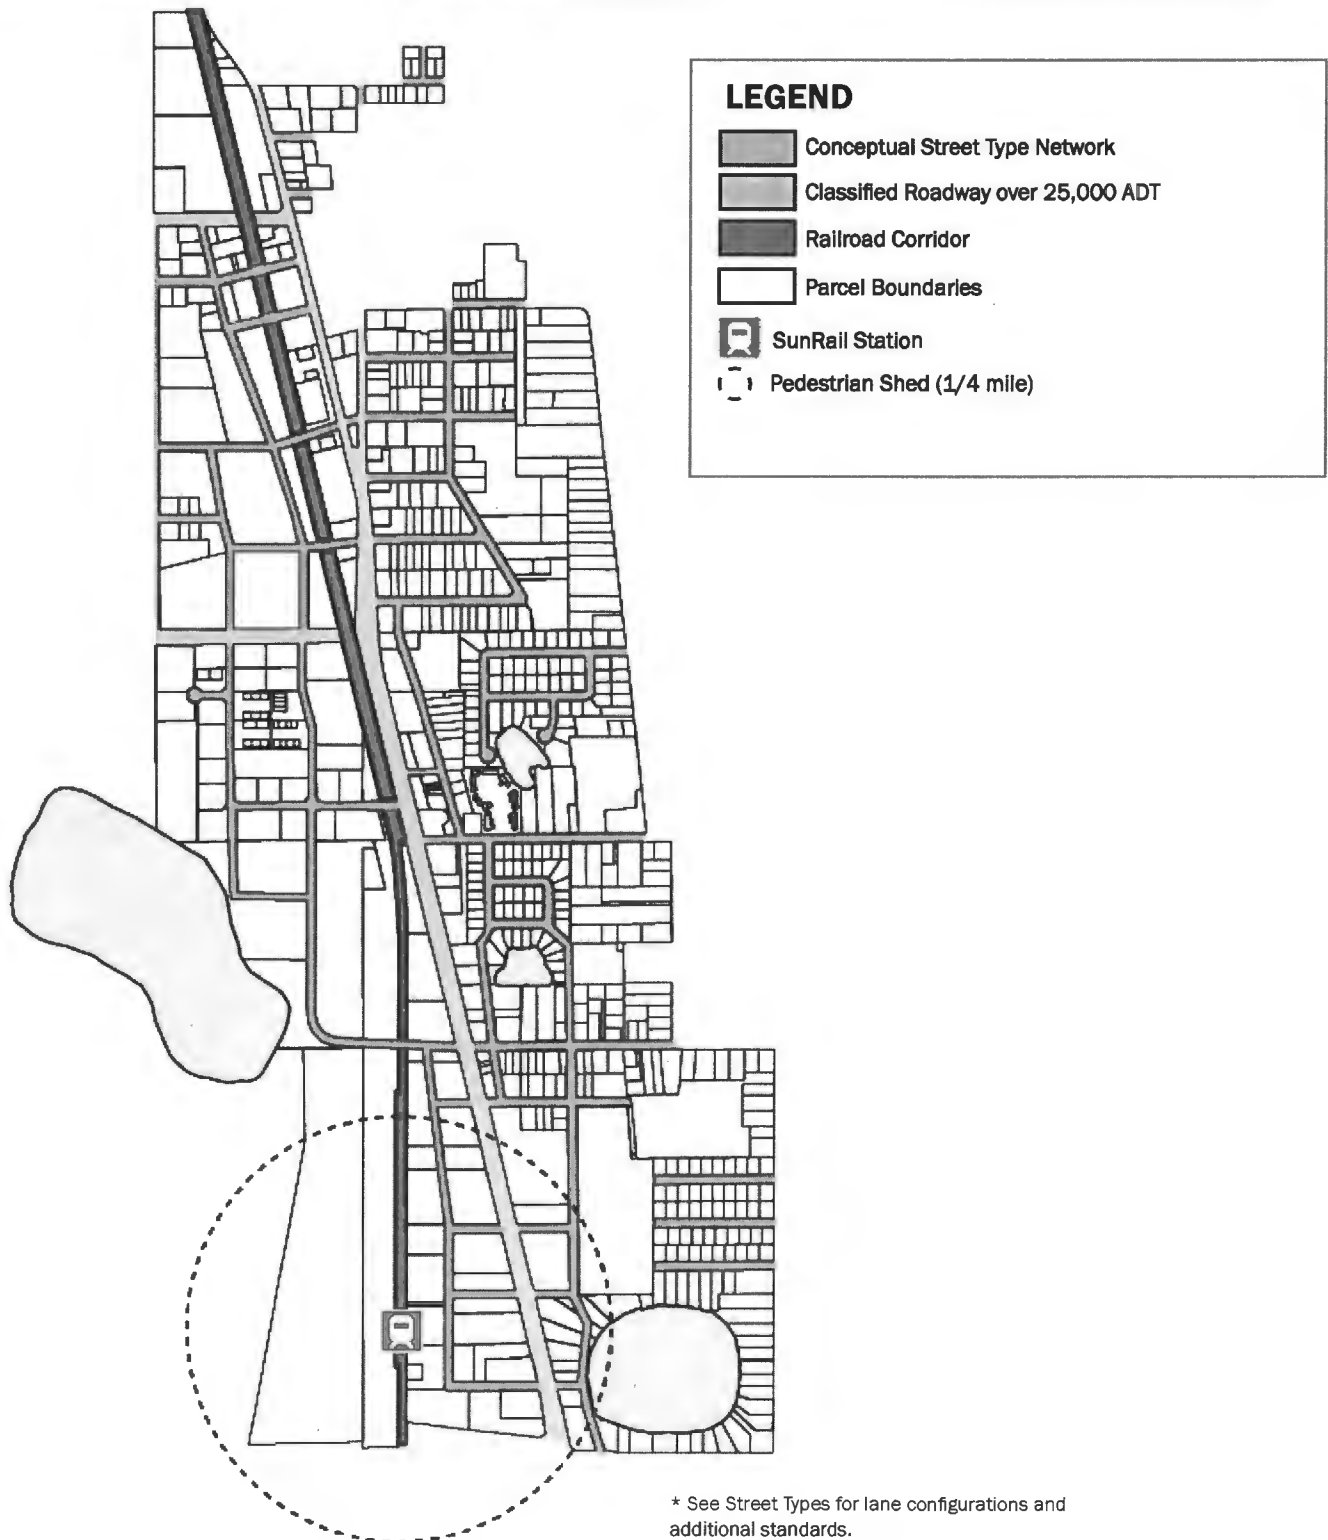 LEGEND
Conceptual Street Type Network
Classified Roadway over 25,000 ADT
Railroad Corridor
Parcel Boundaries
SunRail Station
Pedestrian Shed (1/4 mile)
* See Street Types for lane configurations and
additional standards.